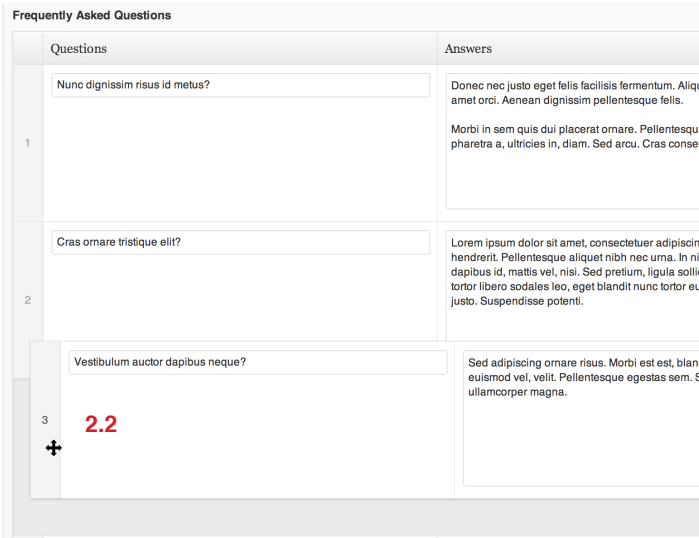 Frequently Asked Questions
Questions
Answers
1
Nunc dignissim risus id metus?
Donec nec justo eget felis facilisis fermentum. Aliqu
amet orci. Aenean dignissim pellentesque felis.
Morbi in sem quis dui placerat ornare. Pellentesqu
pharetra a, ultricies in, diam. Sed arcu. Cras conse
2
Cras ornare tristique elit?
Lorem ipsum dolor sit amet, consectetuer adipiscin
hendrerit. Pellentesque aliquet nibh nec urna. In ni
dapibus id, mattis vel, nisi. Sed pretium, ligula solli
tortor libero sodales leo, eget blandit nunc tortor eu
justo. Suspendisse potenti.
3
Vestibulum auctor dapibus neque?
2.2
Sed adipiscing ornare risus. Morbi est est, blan
euismod vel, velit. Pellentesque egestas sem. S
ullamcorper magna.